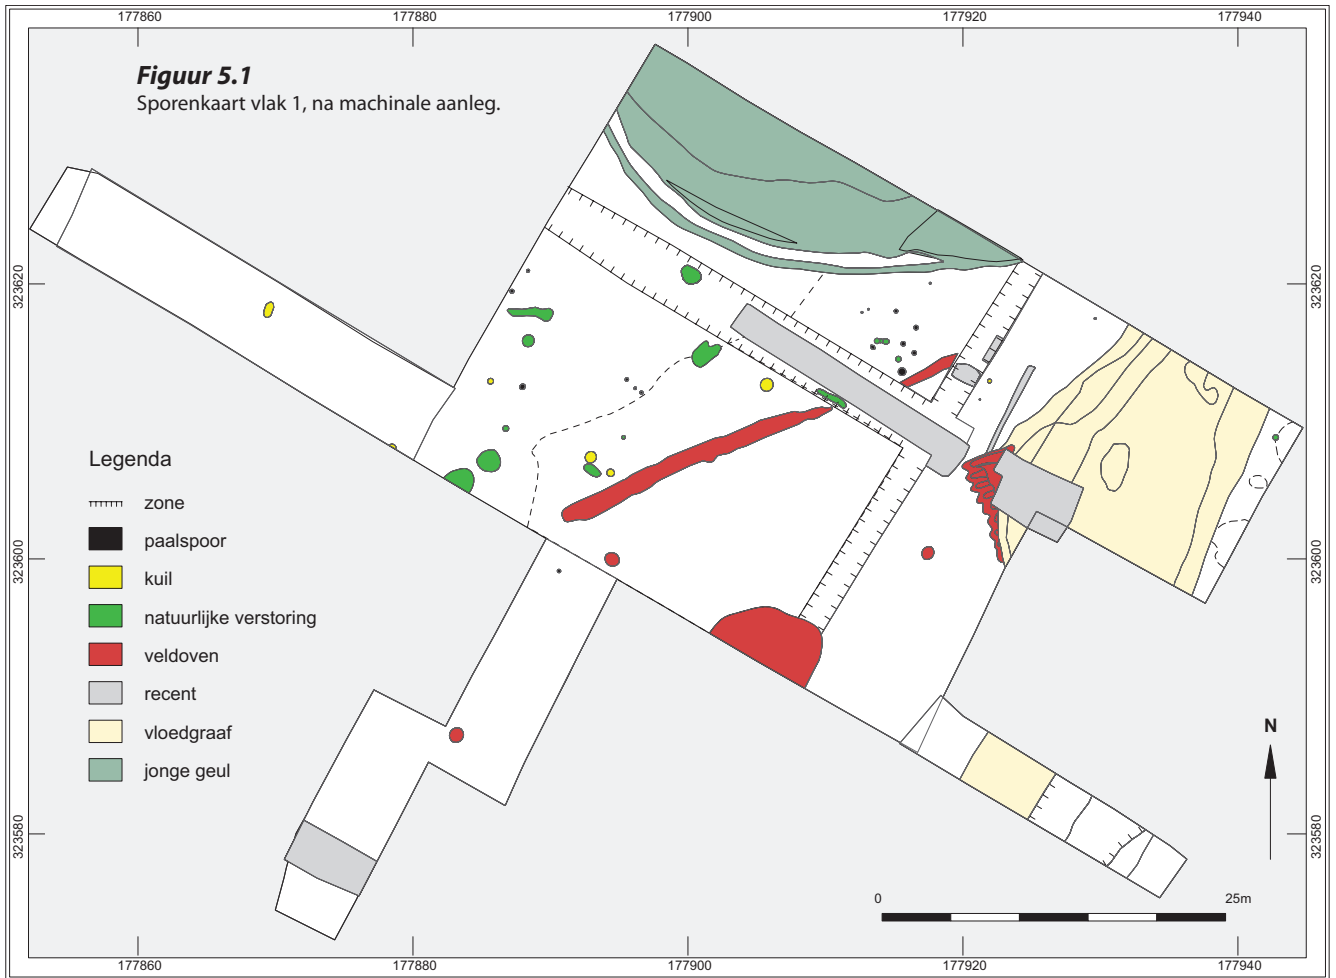 177860
177880
177900
177920
177940
Figuur 5.1
Sporenkaart vlak 1, na machinale aanleg.
323620
323620
Legenda
zone
paalspoor
kuil
natuurlijke verstoring
veldoven
recent
vloedgraaf
jonge geul
323600
323600
N
323580
323580
0
25m
177860
177880
177900
177920
177940